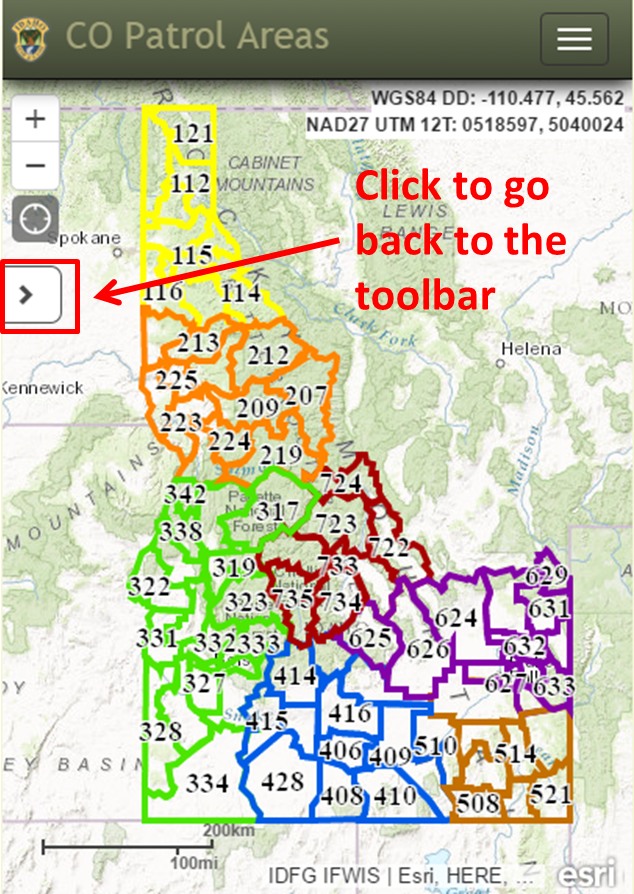 IDAHO
CO Patrol Areas
WGS84 DD: -110.477, 45.562
NAD27 UTM 12T: 0518597, 5040024
+
−
121
CABINET
112 MOUNTAINS
Click to go
back to the
toolbar
LEWIS
RANGE
Spokane
115
116
114
Clark Fork
MO
213
212
Helena
225
Kennewick
207
223
209
224
219
MOUNTAINS
Madison
724
342
Payette
317
Forest
338
723
722
319
733
322
629
323
735
734
624
631
331
332
333
625
626
632
414
327
627
633
415
416
328
406
409
510
514
EY BASIN
334
428
408
410
508
521
200km
100mi
IDFG IFWIS | Esri, HERE, ...
esri